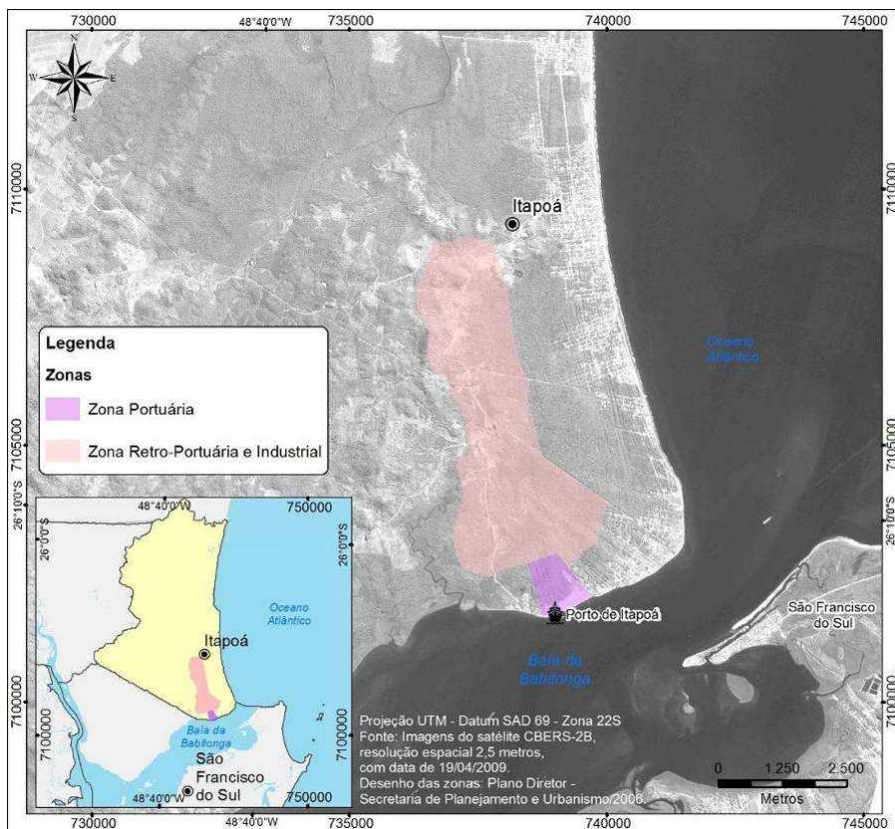 730000
48°40'0"W
735000
740000
745000
N
W
E
S
7110000
7110000
Itapoá
Oceano
Atlântico
Legenda
Zonas
Zona Portuária
Zona Retro-Portuária e Industrial
7105000
7105000
26°10'0"S
26°10'0"S
48°40'0"W
750000
26°0'0"S
26°0'0"S
Oceano
Atlântico
Itapoá
Porto de Itapoá
São Francisco
do Sul
Baía da
Babitonga
7100000
7100000
7100000
7100000
Baía da
Babitonga
São
Francisco
do Sul
48°40'0"W
750000
Projeção UTM - Datum SAD 69 - Zona 22S
Fonte: Imagens do satélite CBERS-2B,
resolução espacial 2,5 metros,
com data de 19/04/2009.
Desenho das zonas: Plano Diretor -
Secretaria de Planejamento e Urbanismo/2006.
0 1.250 2.500
Metros
730000
48°40'0"W
735000
740000
745000